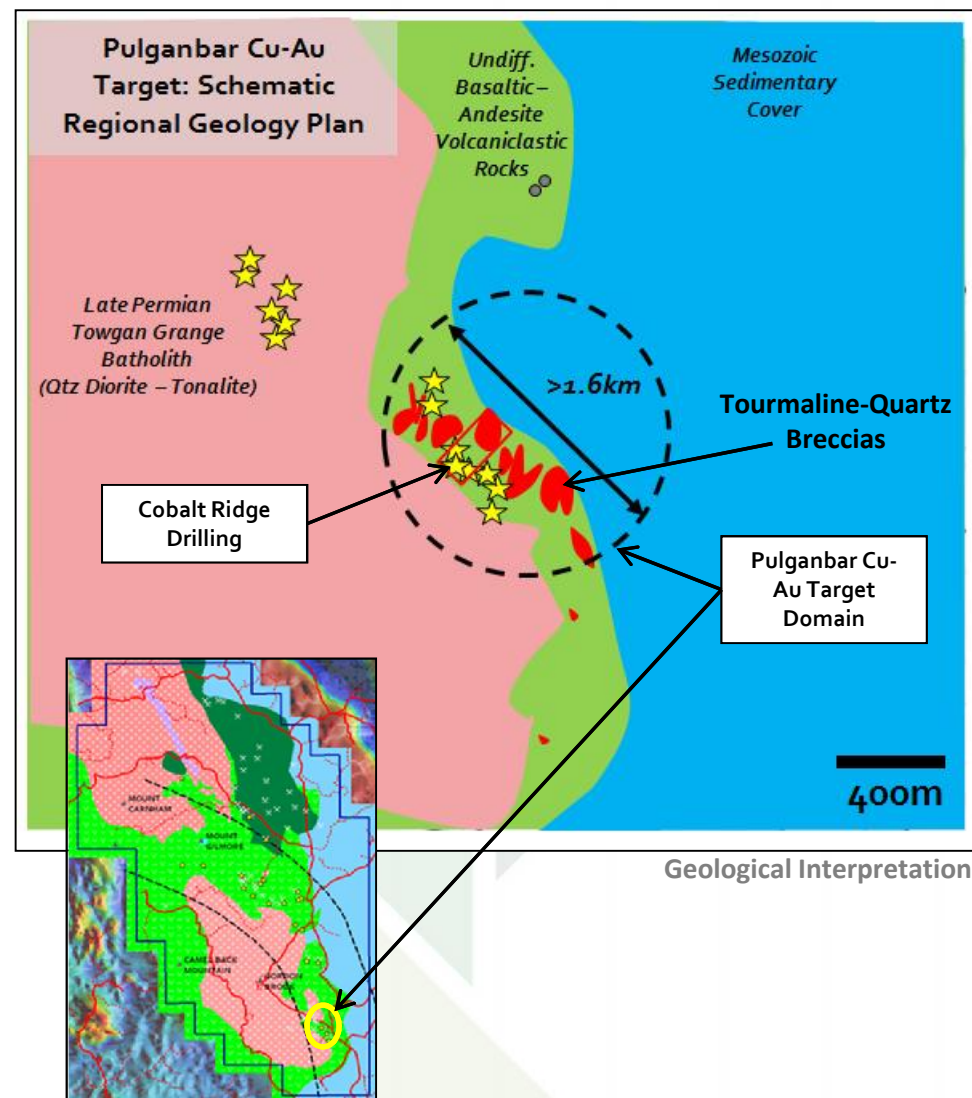 Pulganbar Cu-Au
Target: Schematic
Regional Geology Plan
Undiff.
Basaltic–
Andesite
Volcaniclastic
Rocks
Mesozoic
Sedimentary
Cover
Late Permian
Towgan Grange
Batholith
(Qtz Diorite – Tonalite)
>1.6km
Tourmaline-Quartz
Breccias
Cobalt Ridge
Drilling
Pulganbar Cu-
Au Target
Domain
400m
Geological Interpretation
MOUNT
CARNHAM
MOUNT
GILMORE
CAMEL BACK
MOUNTAIN
GORDON
BROOK